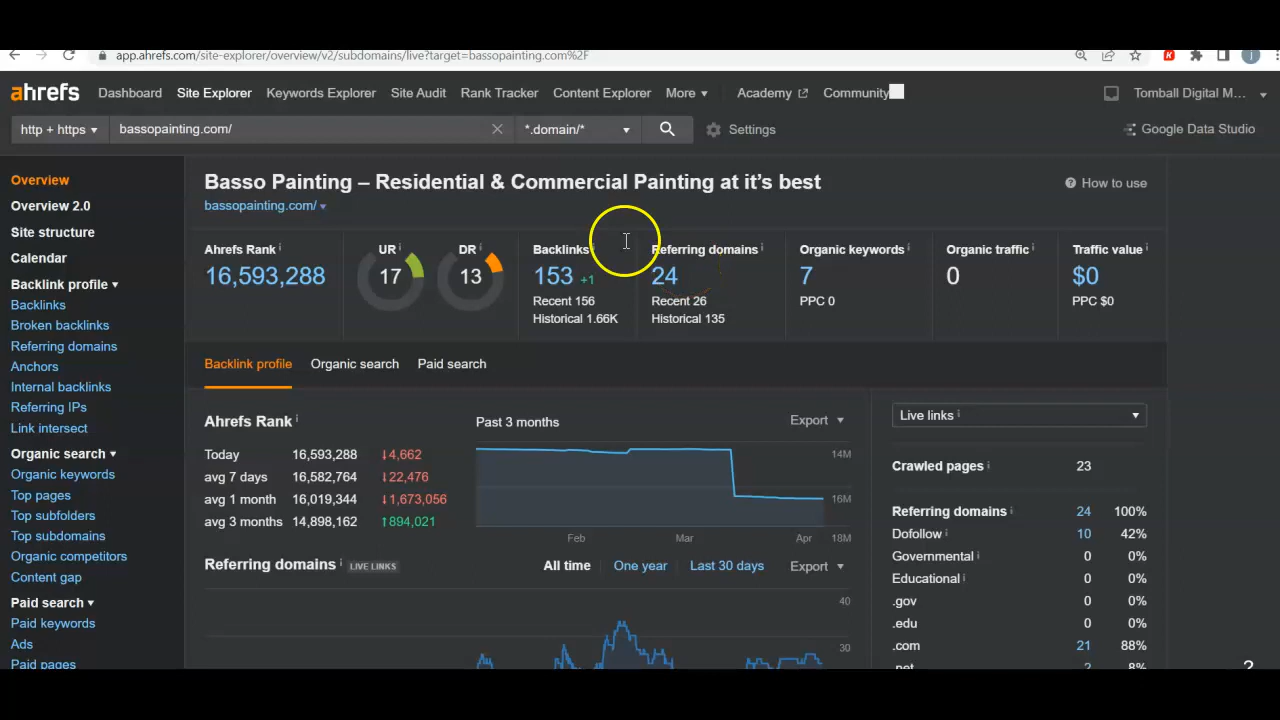 app.ahrefs.com/site-explorer/overview/v2/subdomains/live?target=bassopainting.com%2F
ahrefs Dashboard Site Explorer Keywords Explorer Site Audit Rank Tracker Content Explorer More Academy Community Tomball Digital M...
http + https bassopainting.com/ *.domain/* Settings Google Data Studio
Overview
Overview 2.0
Site structure
Calendar
Backlink profile
Backlinks
Broken backlinks
Referring domains
Anchors
Internal backlinks
Referring IPs
Link intersect
Organic search
Organic keywords
Top pages
Top subfolders
Top subdomains
Organic competitors
Content gap
Paid search
Paid keywords
Ads
Paid pages
Basso Painting – Residential & Commercial Painting at it's best
How to use
bassopainting.com/
Ahrefs Rank
16,593,288
UR
17
DR
13
Backlinks
153 +1
Recent 156
Historical 1.66K
Referring domains
24
Recent 26
Historical 135
Organic keywords
7
PPC 0
Organic traffic
0
Traffic value
$0
PPC $0
Backlink profile Organic search Paid search
Ahrefs Rank
Past 3 months
Export
Today 16,593,288 ↓4,662
avg 7 days 16,582,764 ↓22,476
avg 1 month 16,019,344 ↓1,673,056
avg 3 months 14,898,162 ↑894,021
14M
16M
18M
Feb Mar Apr
Referring domains LIVE LINKS
All time One year Last 30 days Export
40
30
Live links
Crawled pages 23
Referring domains 24 100%
Dofollow 10 42%
Governmental 0 0%
Educational 0 0%
.gov 0 0%
.edu 0 0%
.com 21 88%
.net 2 8%
?